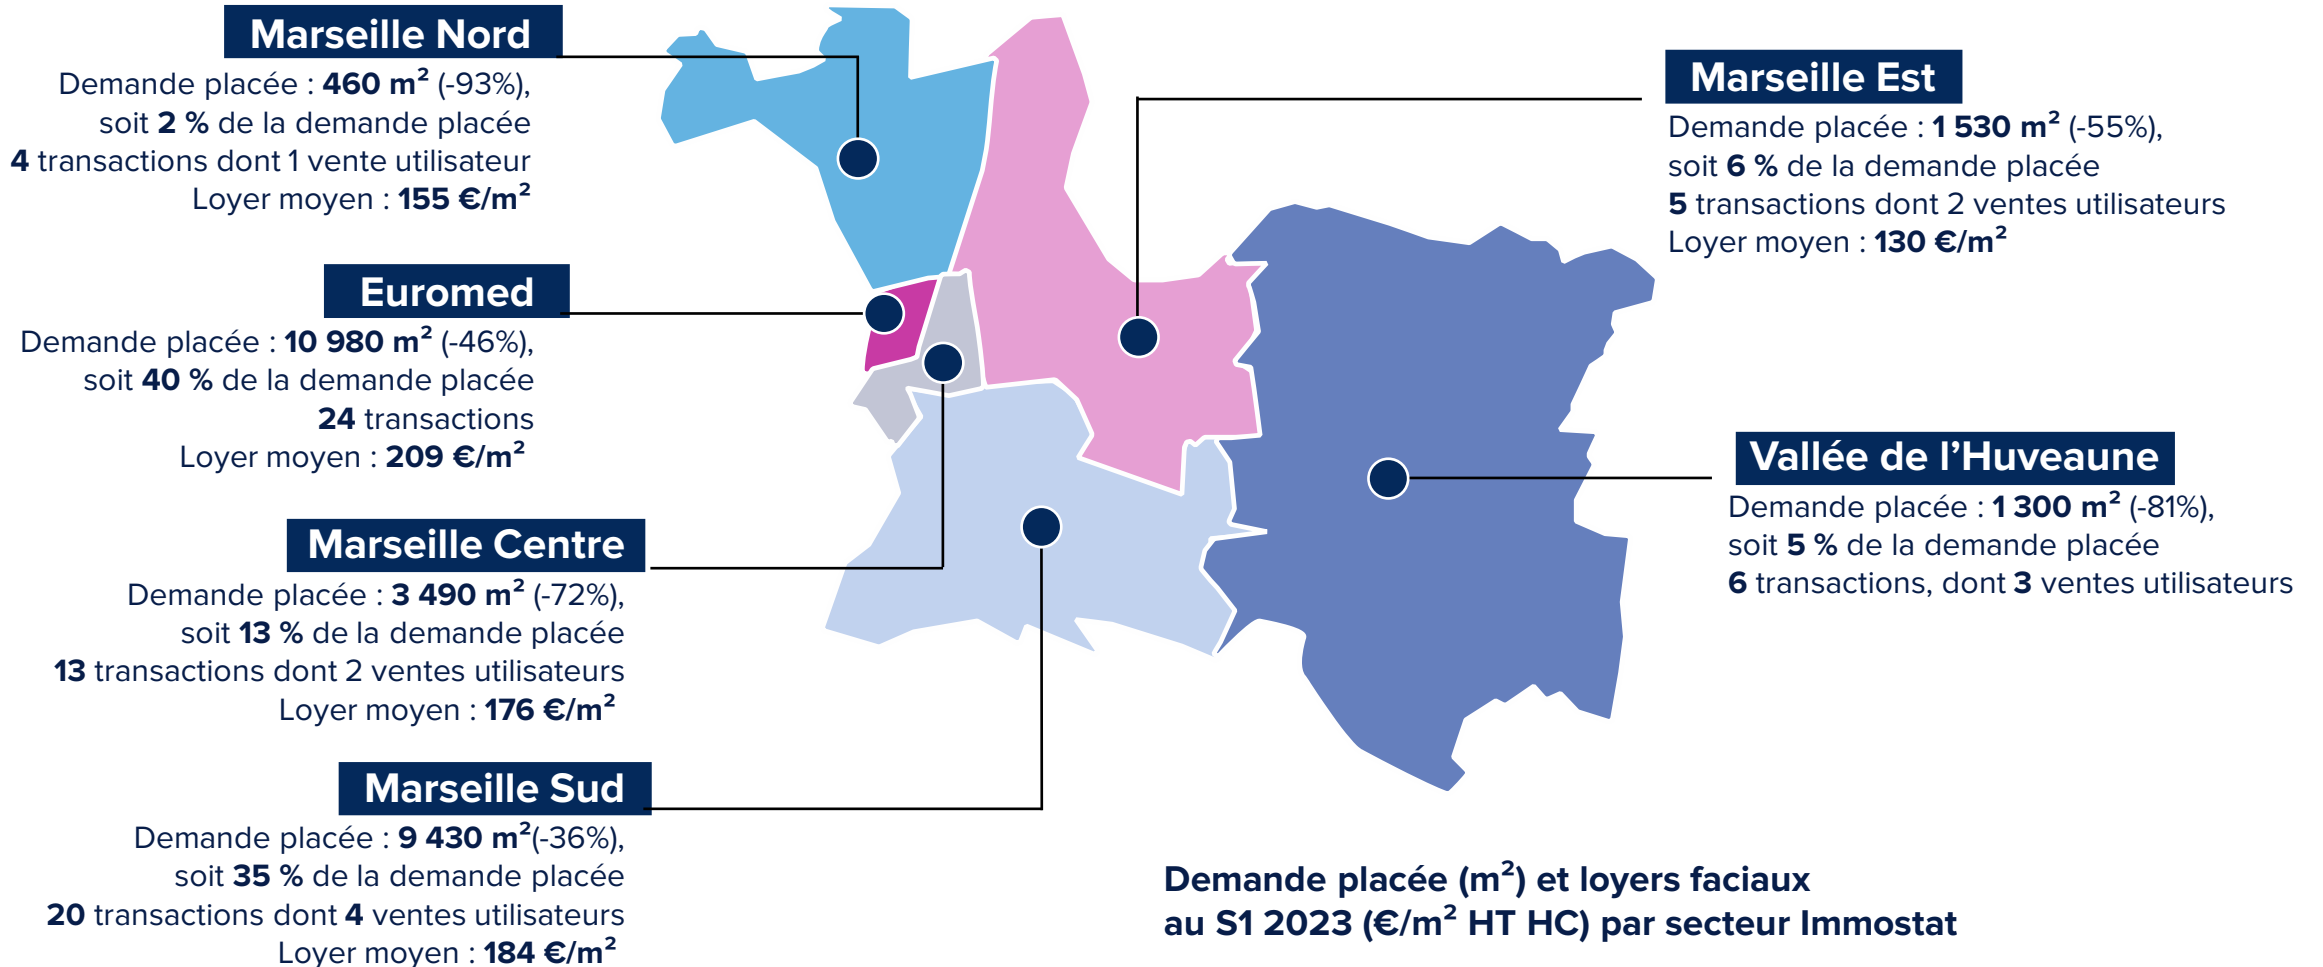 Marseille Nord
Demande placée : 460 m² (-93%),
soit 2 % de la demande placée
4 transactions dont 1 vente utilisateur
Loyer moyen : 155 €/m²
Euromed
Demande placée : 10 980 m² (-46%),
soit 40 % de la demande placée
24 transactions
Loyer moyen : 209 €/m²
Marseille Centre
Demande placée : 3 490 m² (-72%),
soit 13 % de la demande placée
13 transactions dont 2 ventes utilisateurs
Loyer moyen : 176 €/m²
Marseille Sud
Demande placée : 9 430 m²(-36%),
soit 35 % de la demande placée
20 transactions dont 4 ventes utilisateurs
Loyer moyen : 184 €/m²
Marseille Est
Demande placée : 1 530 m² (-55%),
soit 6 % de la demande placée
5 transactions dont 2 ventes utilisateurs
Loyer moyen : 130 €/m²
Vallée de l’Huveaune
Demande placée : 1 300 m² (-81%),
soit 5 % de la demande placée
6 transactions, dont 3 ventes utilisateurs
Demande placée (m²) et loyers faciaux
au S1 2023 (€/m² HT HC) par secteur Immostat